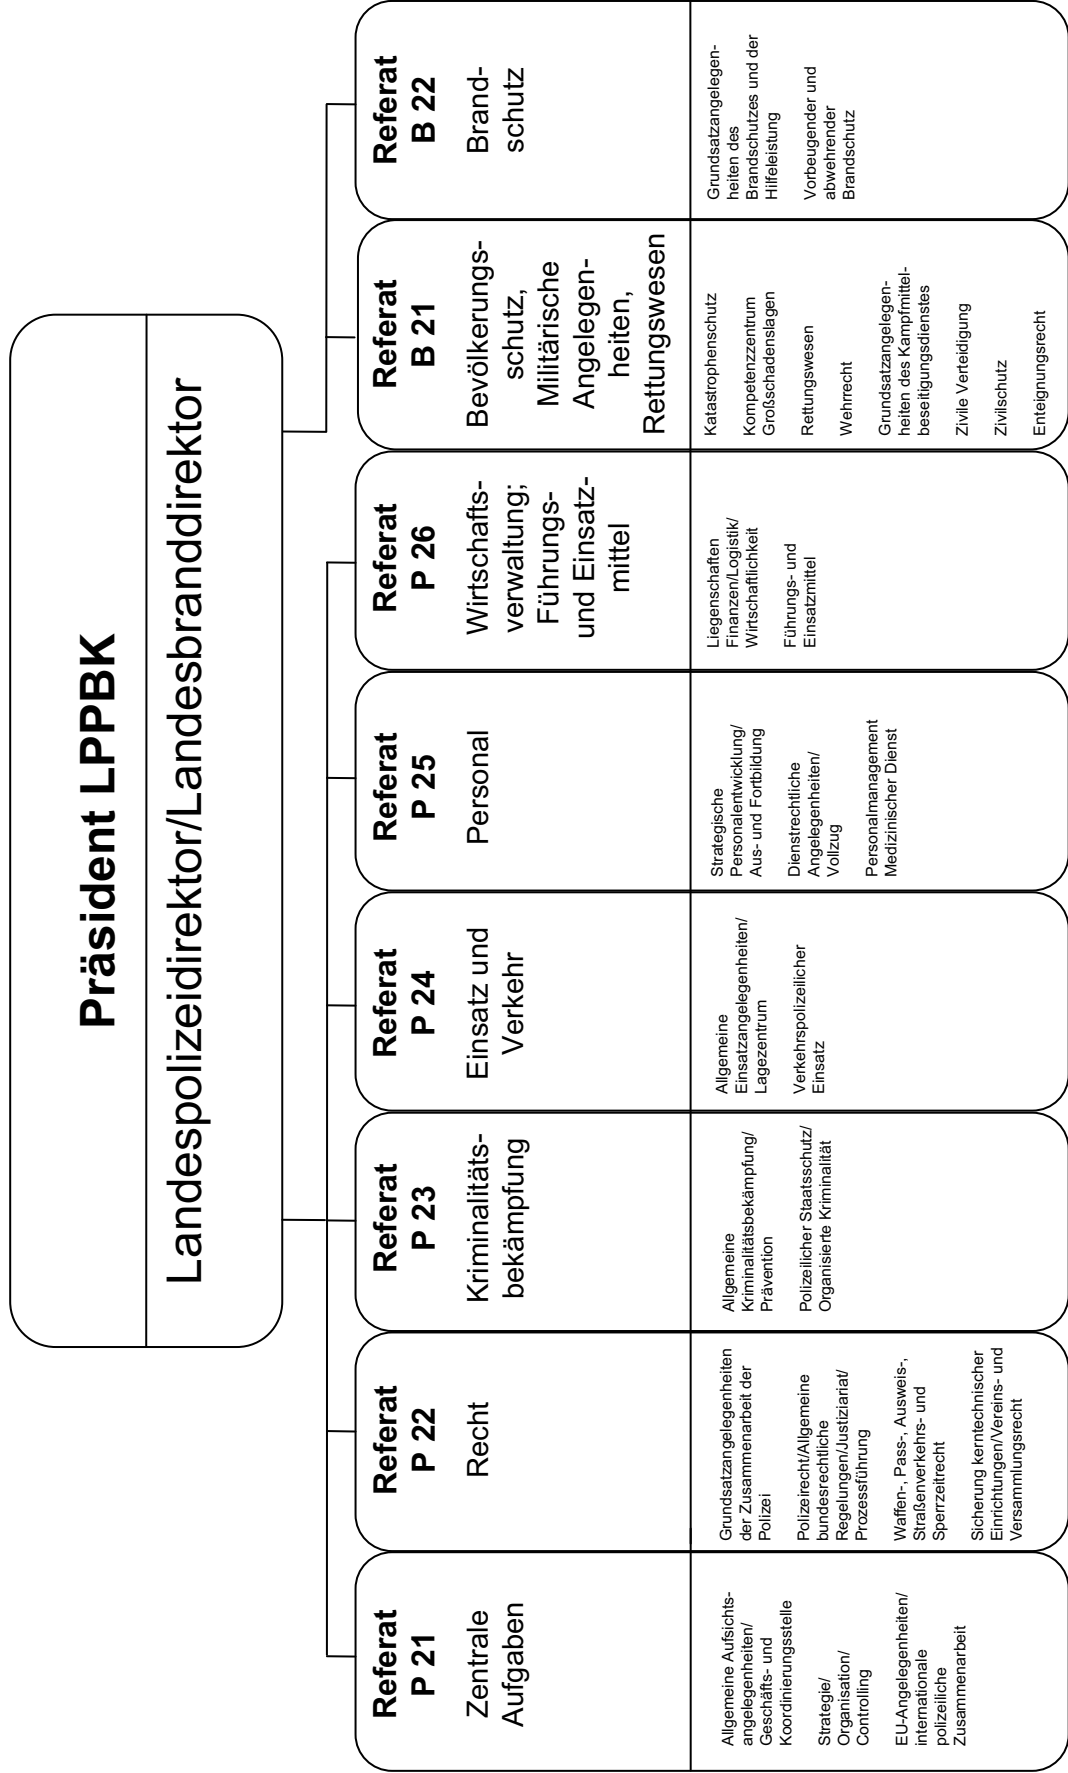 Präsident LPPBK
Landespolizeidirektor/Landesbranddirektor
Referat
P 21
Zentrale
Aufgaben
Allgemeine Aufsichts-
angelegenheiten/
Geschäfts- und
Koordinierungsstelle
Strategie/
Organisation/
Controlling
EU-Angelegenheiten/
internationale
polizeiliche
Zusammenarbeit
Referat
P 22
Recht
Grundsatzangelegenheiten
der Zusammenarbeit der
Polizei
Polizeirecht/Allgemeine
bundesrechtliche
Regelungen/Justiziariat/
Prozessführung
Waffen-, Pass-, Ausweis-,
Straßenverkehrs- und
Sperrzeitrecht
Sicherung kerntechnischer
Einrichtungen/Vereins- und
Versammlungsrecht
Referat
P 23
Kriminalitäts-
bekämpfung
Allgemeine
Kriminalitätsbekämpfung/
Prävention
Polizeilicher Staatsschutz/
Organisierte Kriminalität
Referat
P 24
Einsatz und
Verkehr
Allgemeine
Einsatzangelegenheiten/
Lagezentrum
Verkehrspolizeilicher
Einsatz
Referat
P 25
Personal
Strategische
Personalentwicklung/
Aus- und Fortbildung
Dienstrechtliche
Angelegenheiten/
Vollzug
Personalmanagement
Medizinischer Dienst
Referat
P 26
Wirtschafts-
verwaltung;
Führungs-
und Einsatz-
mittel
Liegenschaften
Finanzen/Logistik/
Wirtschaftlichkeit
Führungs- und
Einsatzmittel
Referat
B 21
Bevölkerungs-
schutz,
Militärische
Angelegen-
heiten,
Rettungswesen
Katastrophenschutz
Kompetenzzentrum
Großschadenslagen
Rettungswesen
Wehrrecht
Grundsatzangelegen-
heiten des Kampfmittel-
beseitigungsdienstes
Zivile Verteidigung
Zivilschutz
Enteignungsrecht
Referat
B 22
Brand-
schutz
Grundsatzangelegen-
heiten des
Brandschutzes und der
Hilfeleistung
Vorbeugender und
abwehrender
Brandschutz